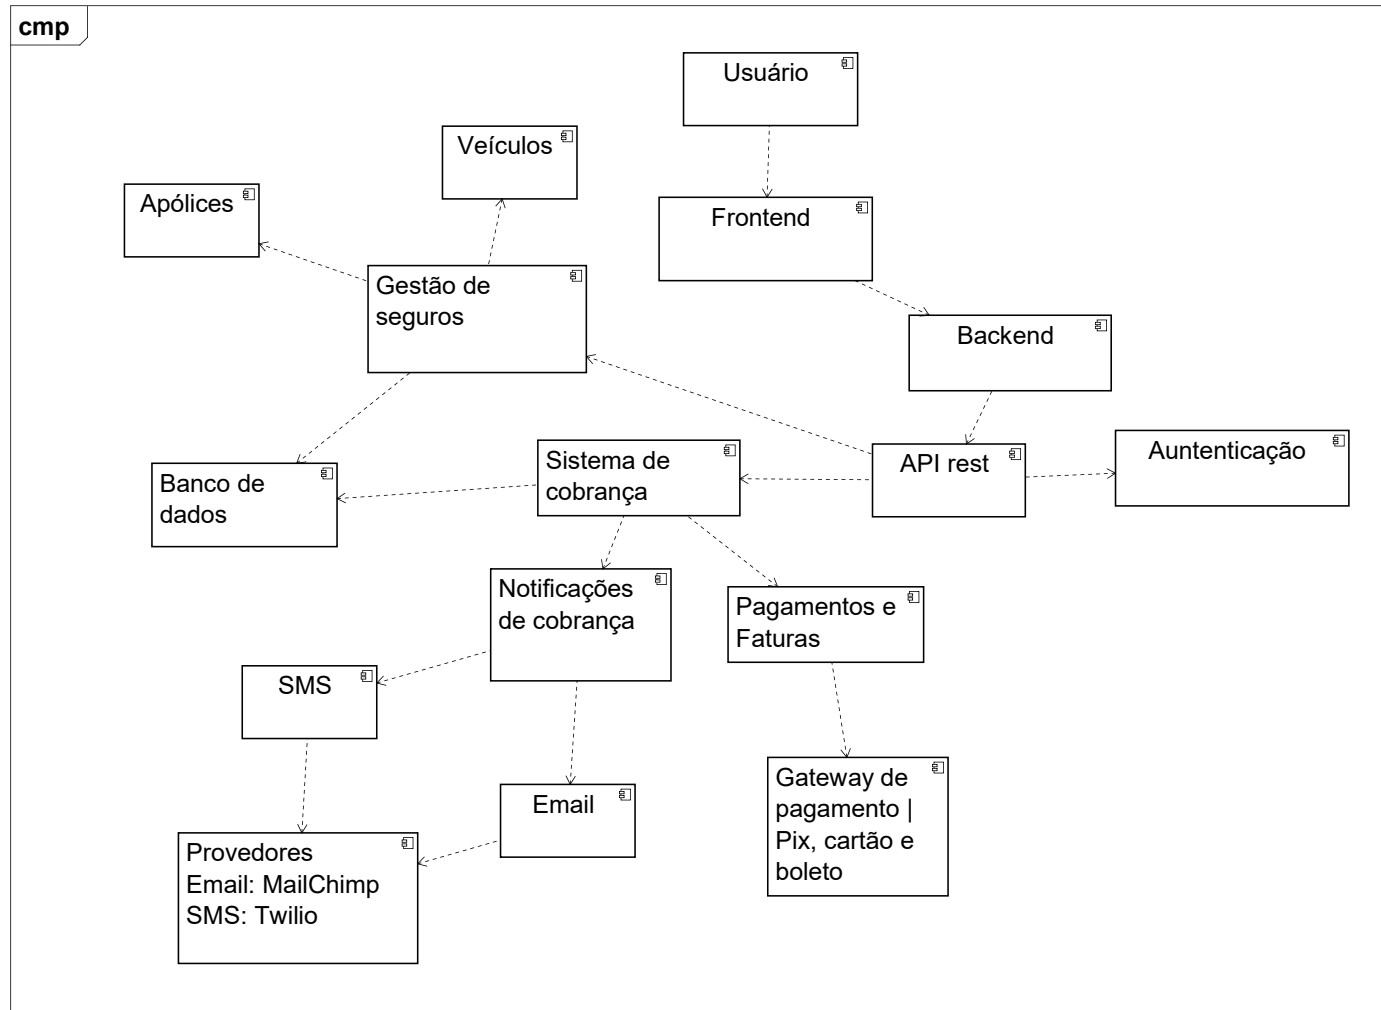 cmp
Usuário
Veículos
Apólices
Frontend
Gestão de
seguros
Backend
Sistema de
cobrança
API rest
Auntenticação
Banco de
dados
Notificações
de cobrança
Pagamentos e
Faturas
SMS
Email
Gateway de
pagamento |
Pix, cartão e
boleto
Provedores
Email: MailChimp
SMS: Twilio